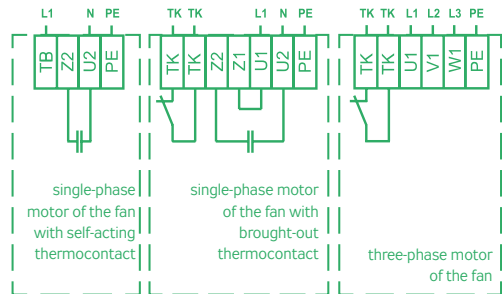 L1 N PE
TB Z2 U2 PE
single-phase
motor of the fan
with self-acting
thermocontact
TK TK L1 N PE
TK TK Z2 Z1 U1 U2 PE
single-phase motor
of the fan with
brought-out
thermocontact
TK TK L1 L2 L3 PE
TK TK U1 V1 W1 PE
three-phase motor
of the fan